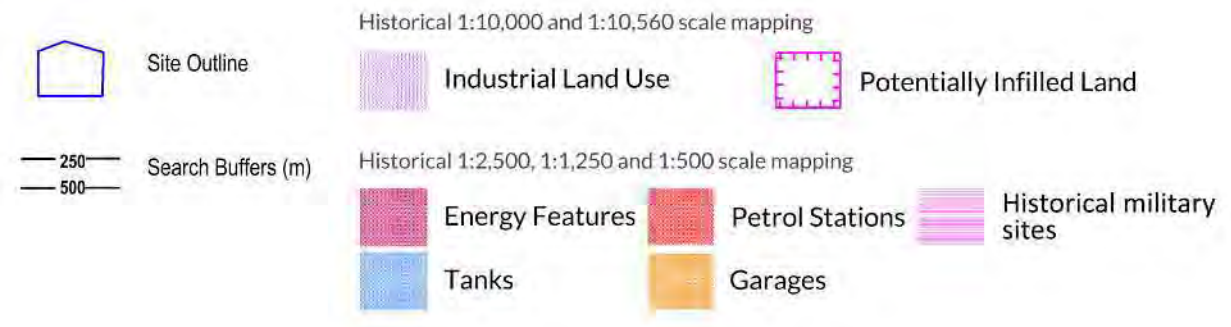 Historical 1:10,000 and 1:10,560 scale mapping
Site Outline
Industrial Land Use
Potentially Infilled Land
250
500
Search Buffers (m)
Historical 1:2,500, 1:1,250 and 1:500 scale mapping
Energy Features
Petrol Stations
Historical military
sites
Tanks
Garages